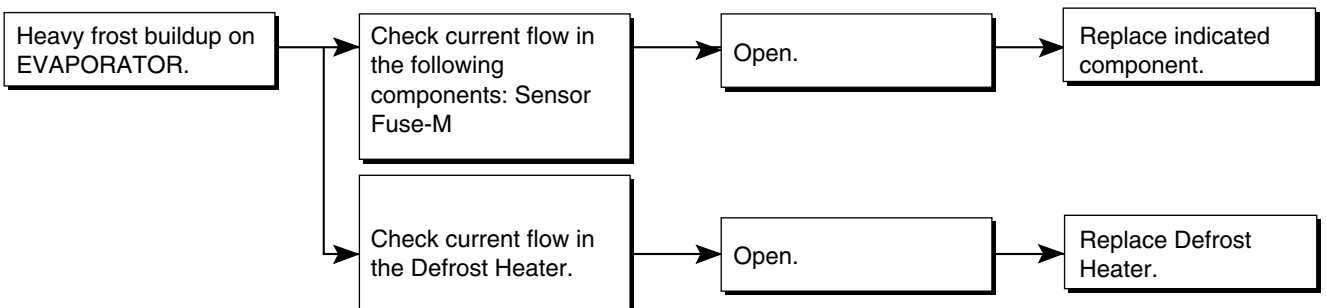 Heavy frost buildup on
EVAPORATOR.
Check current flow in
the following
components: Sensor
Fuse-M
Open.
Replace indicated
component.
Check current flow in
the Defrost Heater.
Open.
Replace Defrost
Heater.